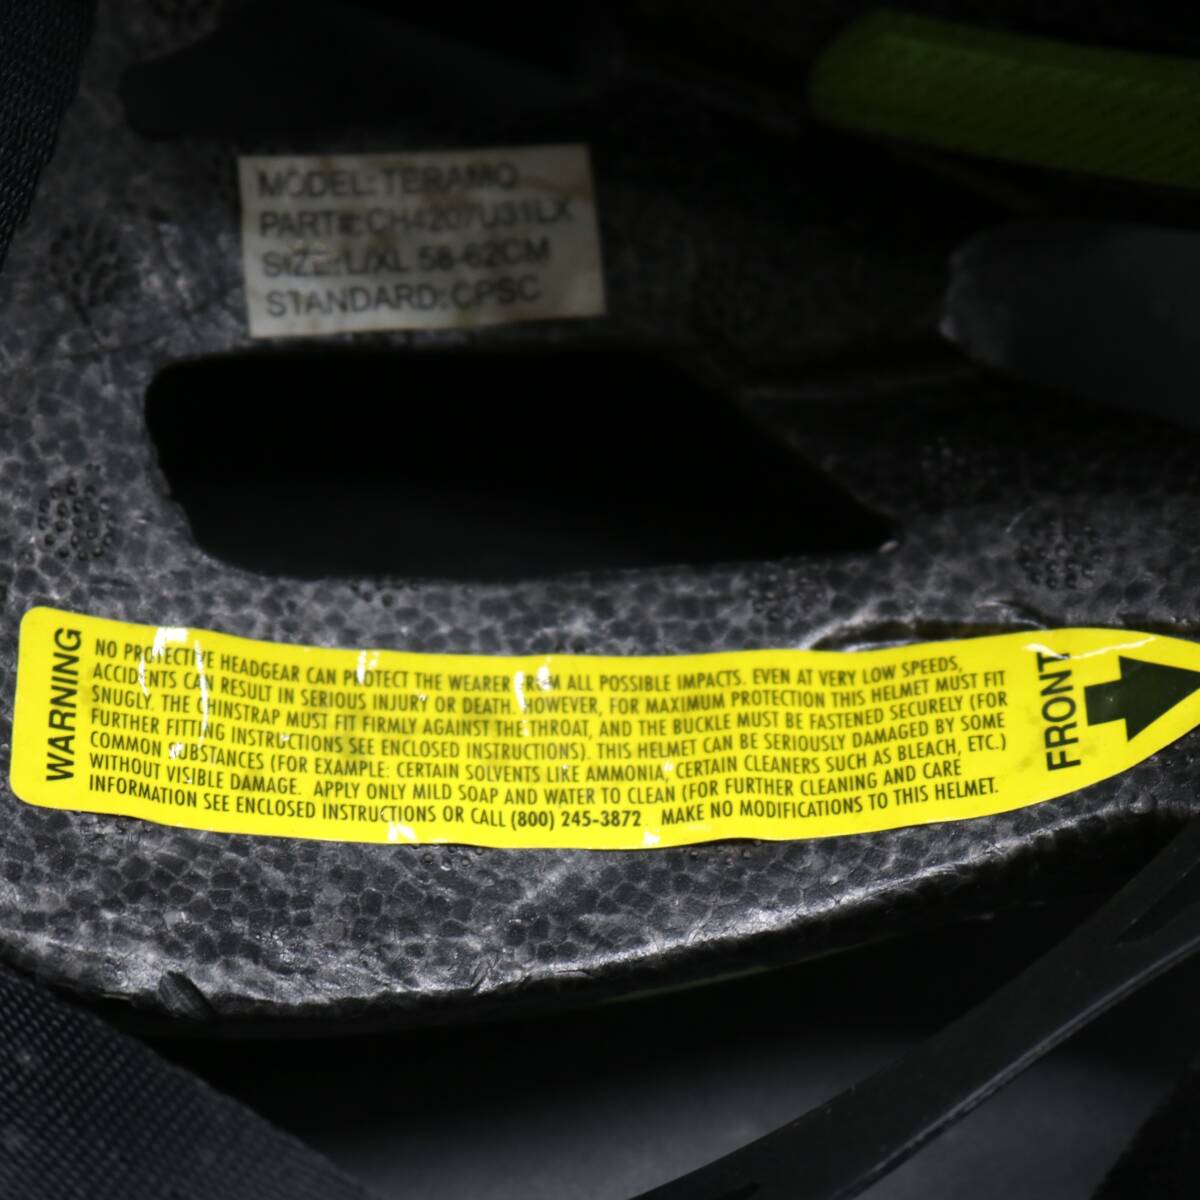 MODEL: TERAMO
PART#: CH4207U31LX
SIZE: L/XL 58-62CM
STANDARD: CPSC
WARNING
NO PROTECTIVE HEADGEAR CAN PROTECT THE WEARER FROM ALL POSSIBLE IMPACTS. EVEN AT VERY LOW SPEEDS,
ACCIDENTS CAN RESULT IN SERIOUS INJURY OR DEATH. HOWEVER, FOR MAXIMUM PROTECTION THIS HELMET MUST FIT
SNUGLY. THE CHINSTRAP MUST FIT FIRMLY AGAINST THE THROAT, AND THE BUCKLE MUST BE FASTENED SECURELY (FOR
FURTHER FITTING INSTRUCTIONS SEE ENCLOSED INSTRUCTIONS). THIS HELMET CAN BE SERIOUSLY DAMAGED BY SOME
COMMON SUBSTANCES (FOR EXAMPLE: CERTAIN SOLVENTS LIKE AMMONIA, CERTAIN CLEANERS SUCH AS BLEACH, ETC.)
WITHOUT VISIBLE DAMAGE. APPLY ONLY MILD SOAP AND WATER TO CLEAN (FOR FURTHER CLEANING AND CARE
INFORMATION SEE ENCLOSED INSTRUCTIONS OR CALL (800) 245-3872. MAKE NO MODIFICATIONS TO THIS HELMET.
FRONT